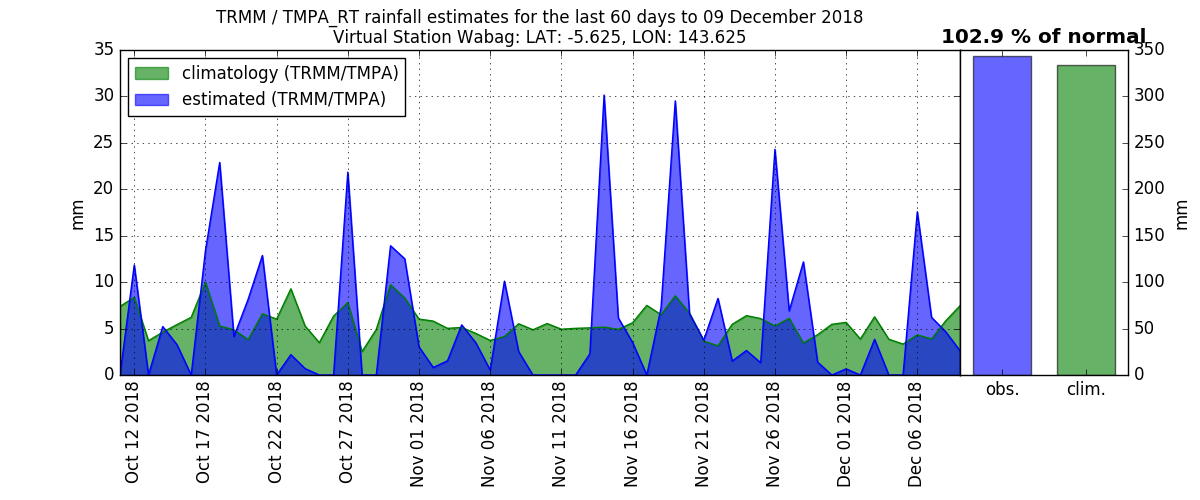 TRMM / TMPA_RT rainfall estimates for the last 60 days to 09 December 2018
Virtual Station Wabag: LAT: -5.625, LON: 143.625
102.9 % of normal
climatology (TRMM/TMPA)
estimated (TRMM/TMPA)
35
30
25
20
15
10
5
0
mm
Oct 12 2018
Oct 17 2018
Oct 22 2018
Oct 27 2018
Nov 01 2018
Nov 06 2018
Nov 11 2018
Nov 16 2018
Nov 21 2018
Nov 26 2018
Dec 01 2018
Dec 06 2018
obs.
clim.
350
300
250
200
150
100
50
0
mm